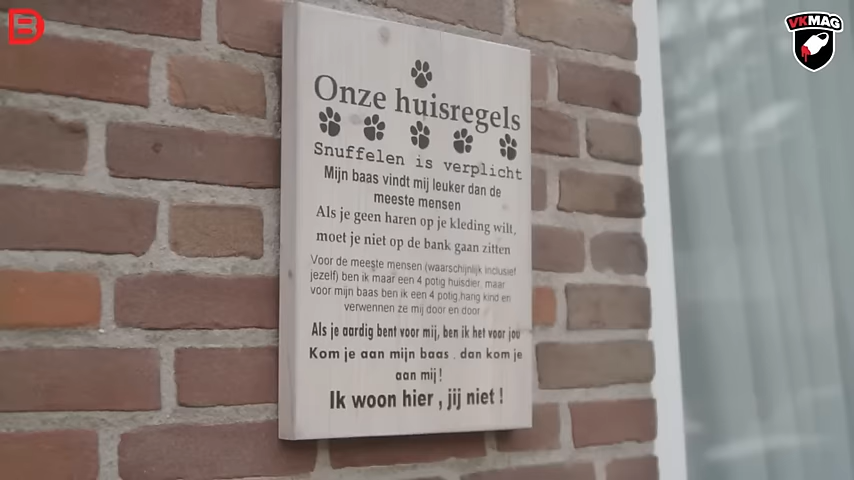 VKMAG
Onze huisregels
Snuffelen is verplicht
Mijn baas vindt mij leuker dan de
meeste mensen
Als je geen haren op je kleding wilt,
moet je niet op de bank gaan zitten
Voor de meeste mensen (waarschijnlijk inclusief
jezelf) ben ik maar een 4 potig huisdier, maar
voor mijn baas ben ik een 4 potig hang kind en
verwennen ze mij door en door
Als je aardig bent voor mij, ben ik het voor jou
Kom je aan mijn baas . dan kom je
aan mij!
Ik woon hier , jij niet !